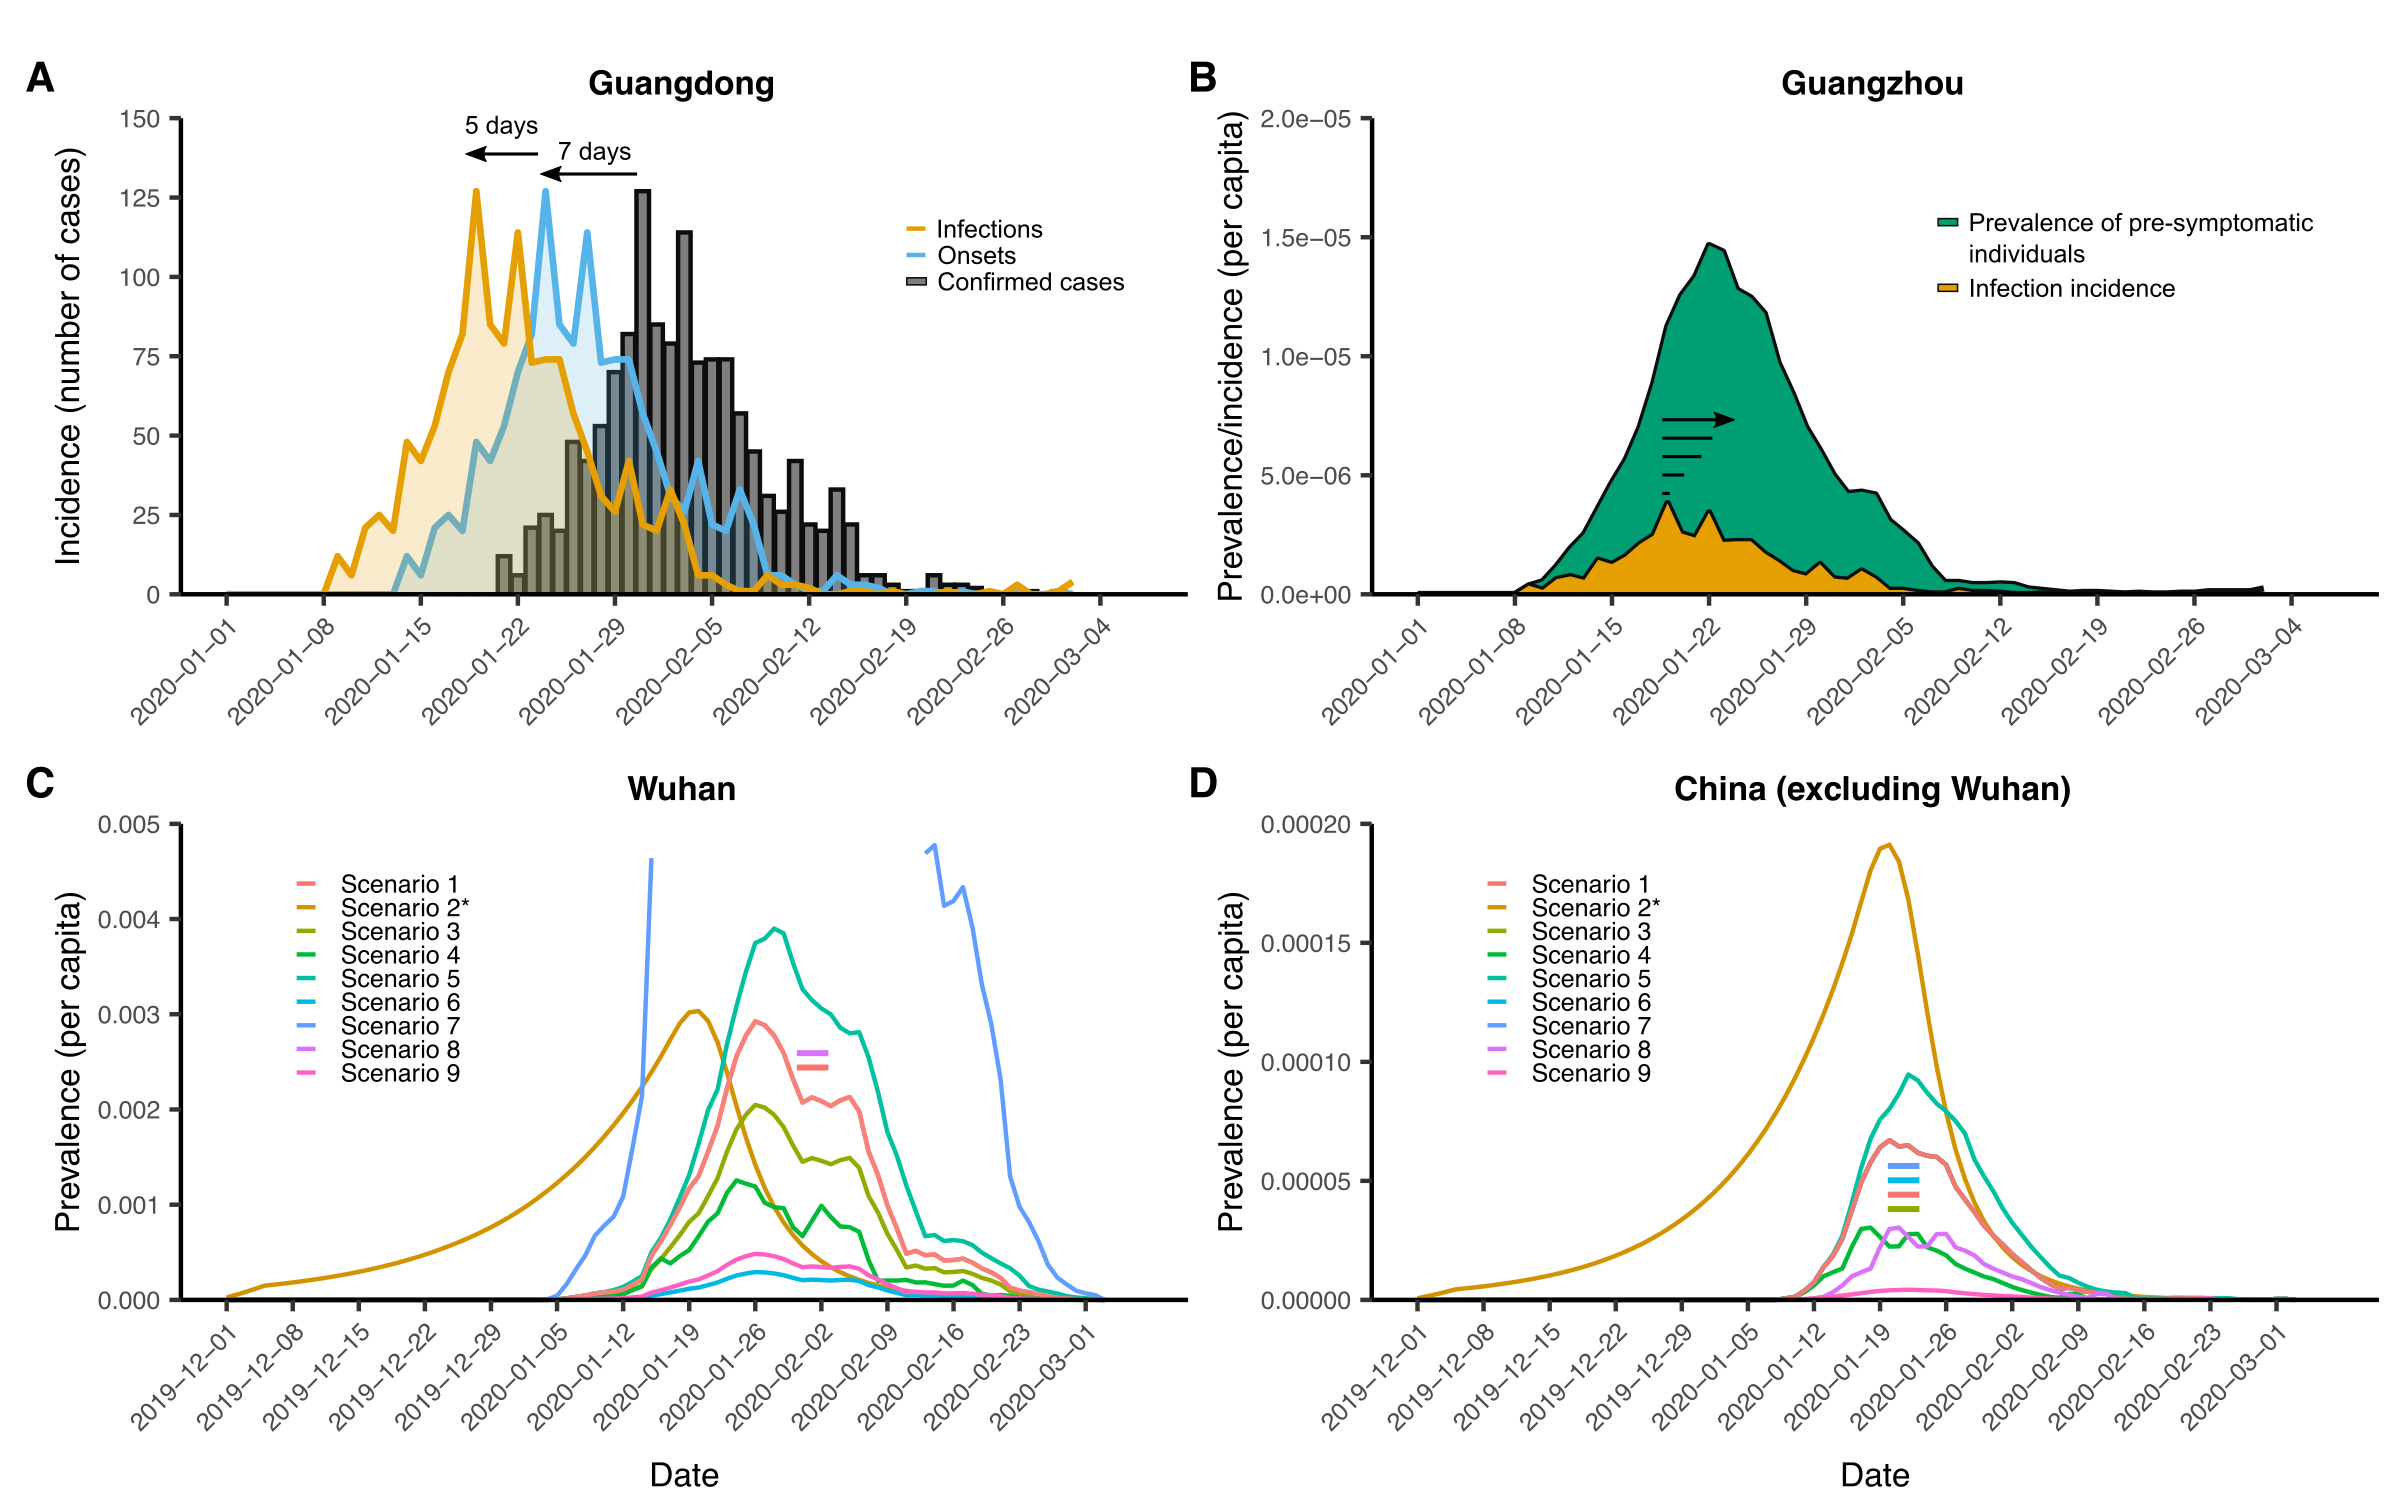 A
Guangdong
Incidence (number of cases)
150
125
100
75
50
25
0
5 days
7 days
Infections
Onsets
Confirmed cases
2020−01−01
2020−01−08
2020−01−15
2020−01−22
2020−01−29
2020−02−05
2020−02−12
2020−02−19
2020−02−26
2020−03−04
B
Guangzhou
Prevalence/incidence (per capita)
2.0e−05
1.5e−05
1.0e−05
5.0e−06
0.0e+00
Prevalence of pre-symptomatic
individuals
Infection incidence
2020−01−01
2020−01−08
2020−01−15
2020−01−22
2020−01−29
2020−02−05
2020−02−12
2020−02−19
2020−02−26
2020−03−04
C
Wuhan
Prevalence (per capita)
0.005
0.004
0.003
0.002
0.001
0.000
Scenario 1
Scenario 2*
Scenario 3
Scenario 4
Scenario 5
Scenario 6
Scenario 7
Scenario 8
Scenario 9
2019−12−01
2019−12−08
2019−12−15
2019−12−22
2019−12−29
2020−01−05
2020−01−12
2020−01−19
2020−01−26
2020−02−02
2020−02−09
2020−02−16
2020−02−23
2020−03−01
Date
D
China (excluding Wuhan)
Prevalence (per capita)
0.00020
0.00015
0.00010
0.00005
0.00000
Scenario 1
Scenario 2*
Scenario 3
Scenario 4
Scenario 5
Scenario 6
Scenario 7
Scenario 8
Scenario 9
2019−12−01
2019−12−08
2019−12−15
2019−12−22
2019−12−29
2020−01−05
2020−01−12
2020−01−19
2020−01−26
2020−02−02
2020−02−09
2020−02−16
2020−02−23
2020−03−01
Date